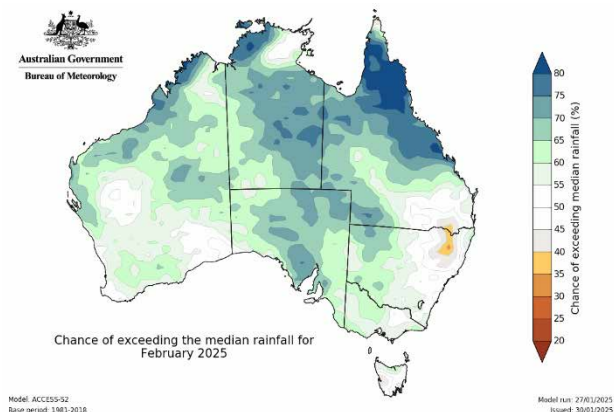 Australian Government
Bureau of Meteorology
80
75
70
65
60
55
50
45
40
35
30
25
20
Chance of exceeding median rainfall (%)
Chance of exceeding the median rainfall for
February 2025
Model: ACCESS-S2
Base period: 1981-2018
Model run: 27/01/2025
Issued: 30/01/2025